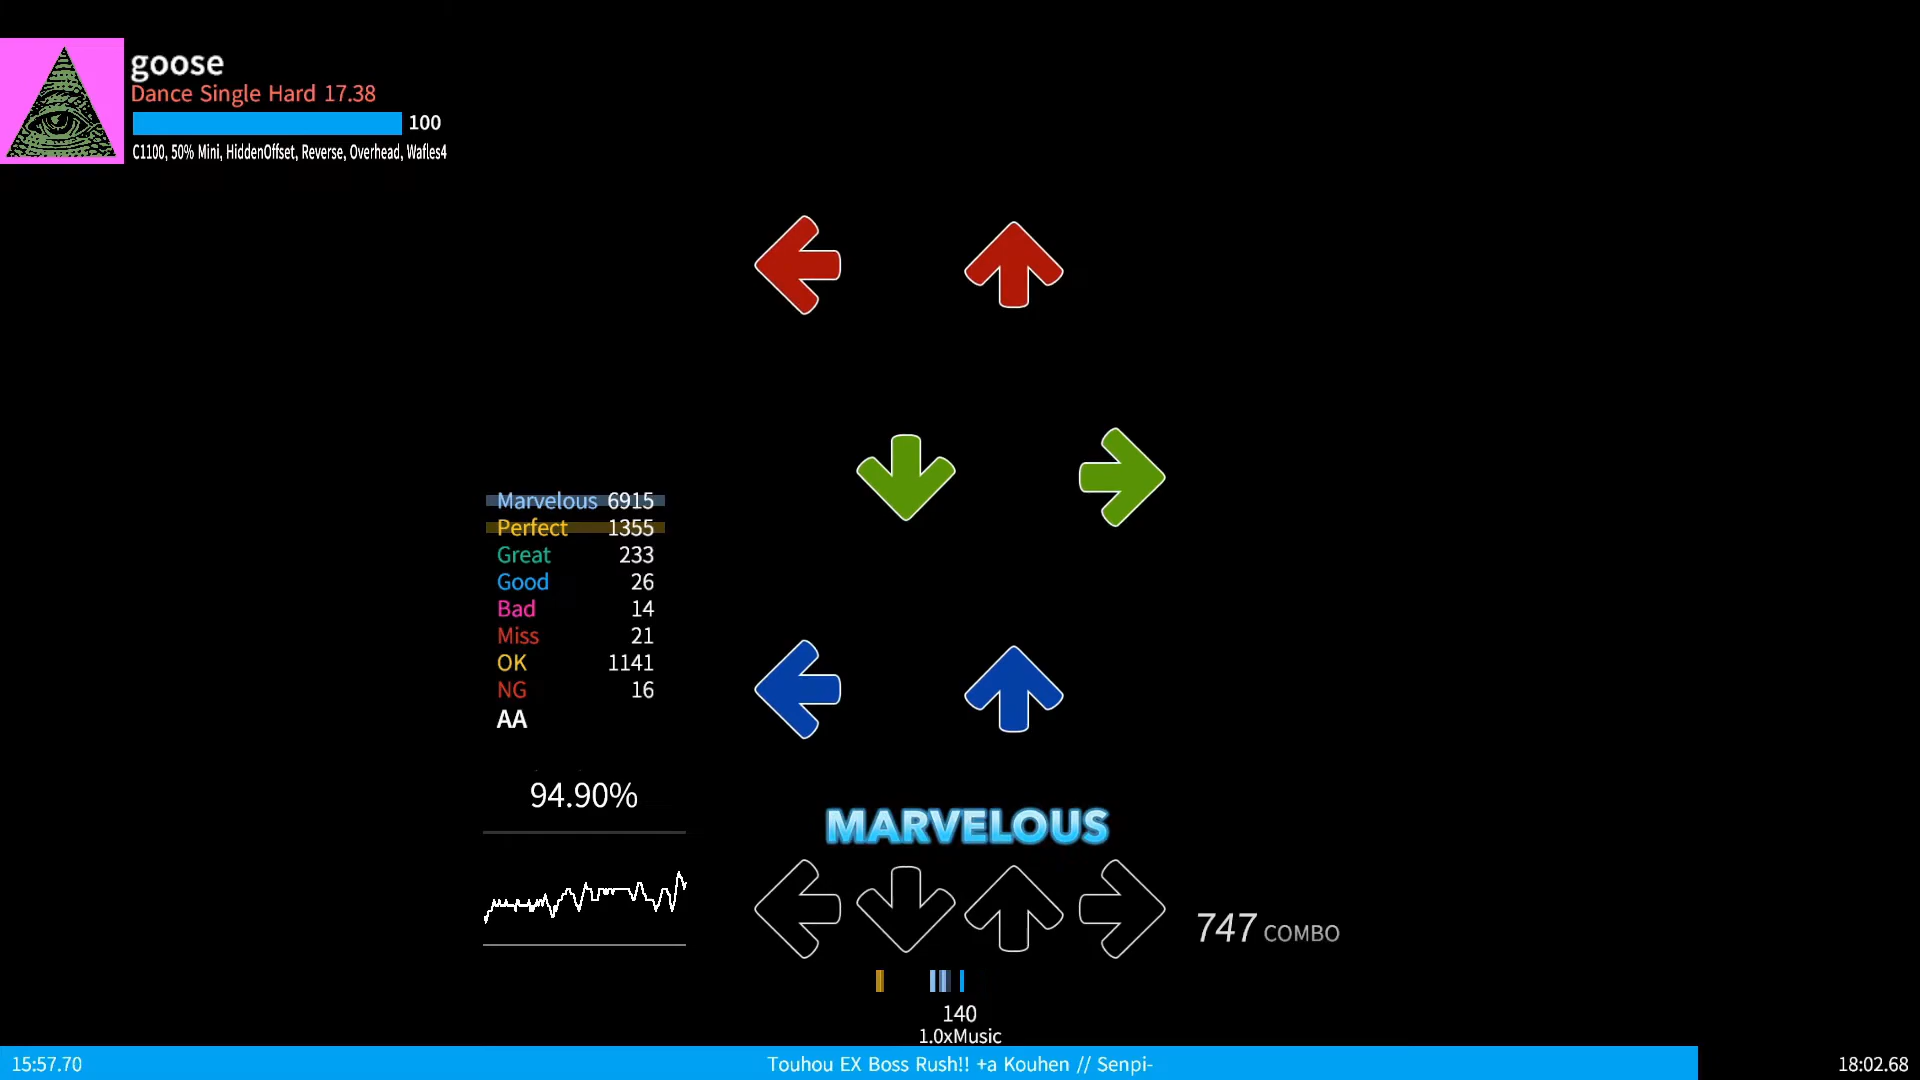 goose
Dance Single Hard 17.38
100
C1100, 50% Mini, HiddenOffset, Reverse, Overhead, Wafles4
Marvelous 6915
Perfect 1355
Great 233
Good 26
Bad 14
Miss 21
OK 1141
NG 16
AA
94.90%
MARVELOUS
747 COMBO
140
1.0xMusic
15:57.70
Touhou EX Boss Rush!! +a Kouhen // Senpi-
18:02.68